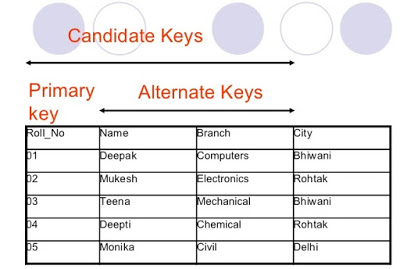 Candidate Keys
Primary key
Alternate Keys
Roll_No Name Branch City
01 Deepak Computers Bhiwani
02 Mukesh Electronics Rohtak
03 Teena Mechanical Bhiwani
04 Deepti Chemical Rohtak
05 Monika Civil Delhi